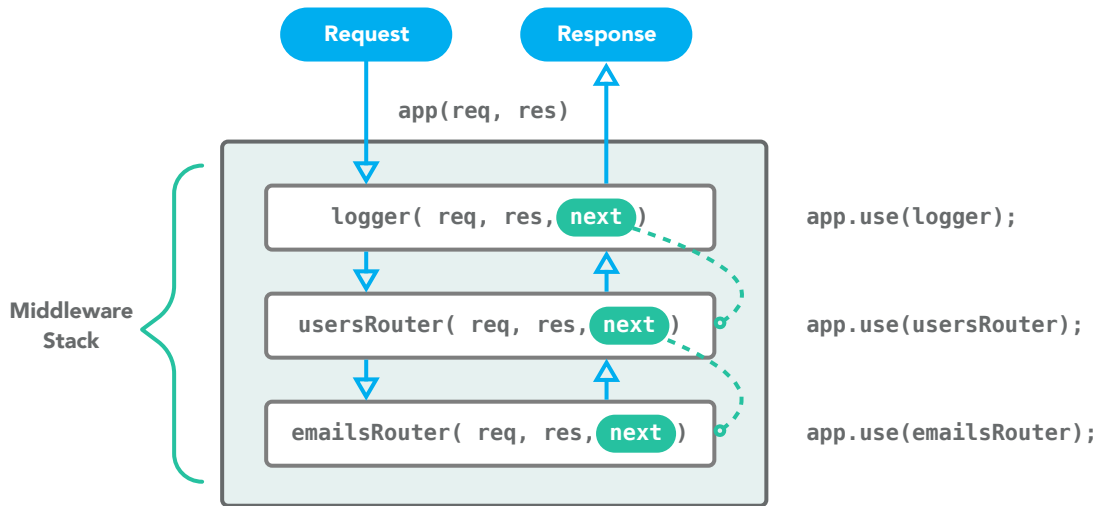 Request
Response
app(req, res)
logger( req, res, next )
app.use(logger);
Middleware
Stack
usersRouter( req, res, next )
app.use(usersRouter);
emailsRouter( req, res, next )
app.use(emailsRouter);